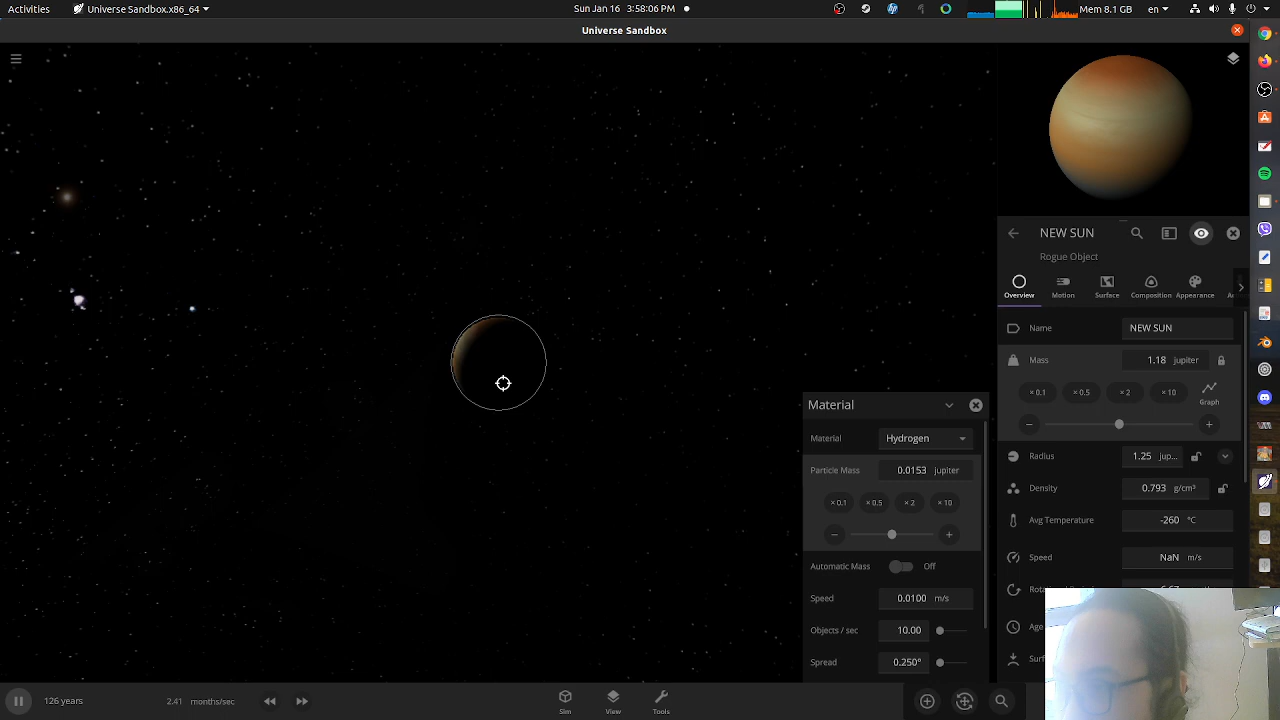 Activities Universe Sandbox.x86_64 Sun Jan 16 3:58:06 PM Mem 8.1 GB en
Universe Sandbox
NEW SUN
Rogue Object
Overview Motion Surface Composition Appearance
Name NEW SUN
Mass 1.18 jupiter
× 0.1 × 0.5 × 2 × 10 Graph
− +
Radius 1.25 jup...
Density 0.793 g/cm³
Avg Temperature -260 °C
Speed NaN m/s
Age
Material
Material Hydrogen
Particle Mass 0.0153 jupiter
× 0.1 × 0.5 × 2 × 10
− +
Automatic Mass Off
Speed 0.0100 m/s
Objects / sec 10.00
Spread 0.250°
126 years 2.41 months/sec Sim View Tools